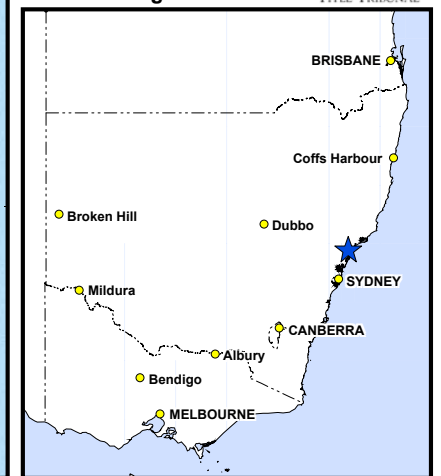 BRISBANE
Coffs Harbour
Broken Hill
Dubbo
SYDNEY
Mildura
CANBERRA
Albury
Bendigo
MELBOURNE